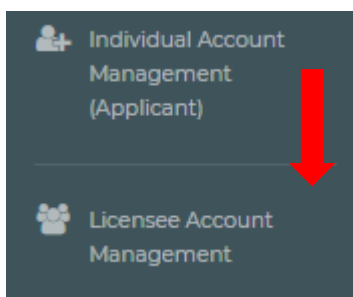 Individual Account
Management
(Applicant)
Licensee Account
Management